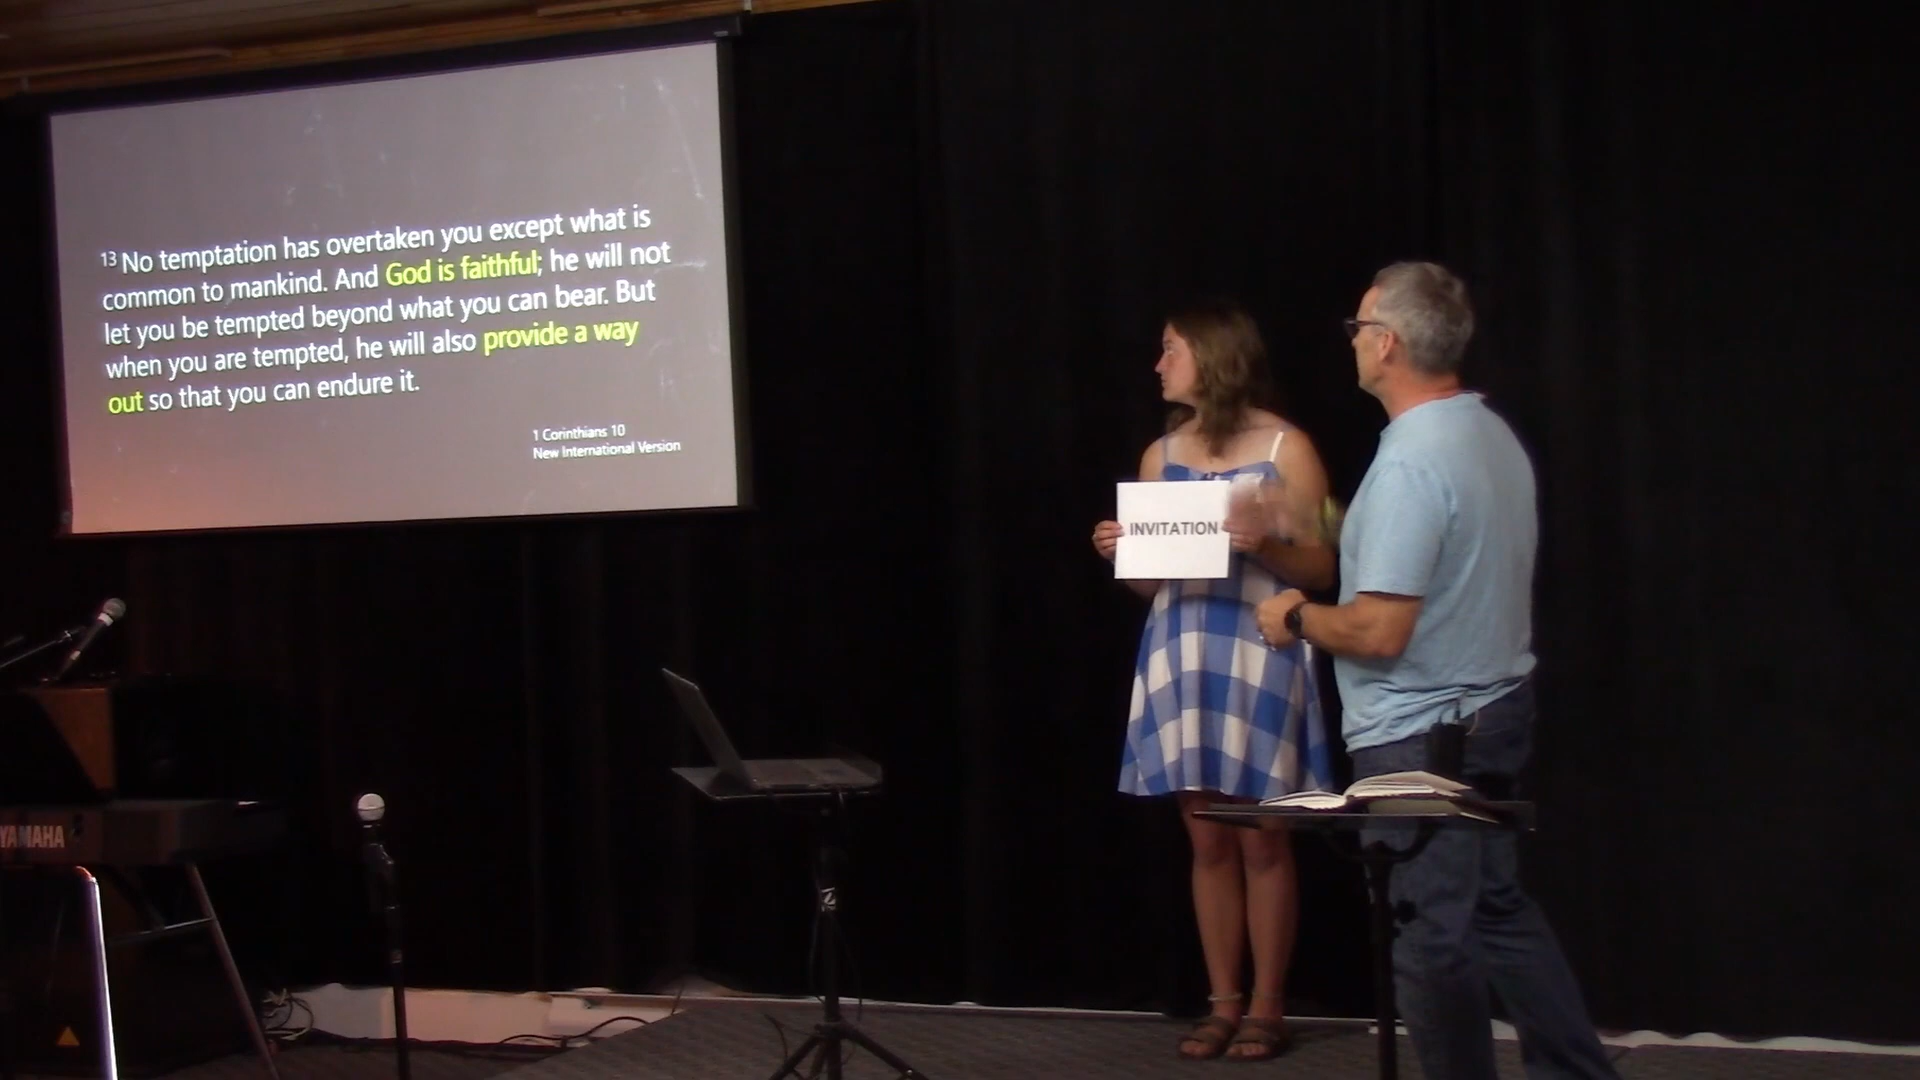 13 No temptation has overtaken you except what is
common to mankind. And God is faithful; he will not
let you be tempted beyond what you can bear. But
when you are tempted, he will also provide a way
out so that you can endure it.
1 Corinthians 10
New International Version
INVITATION
YAMAHA